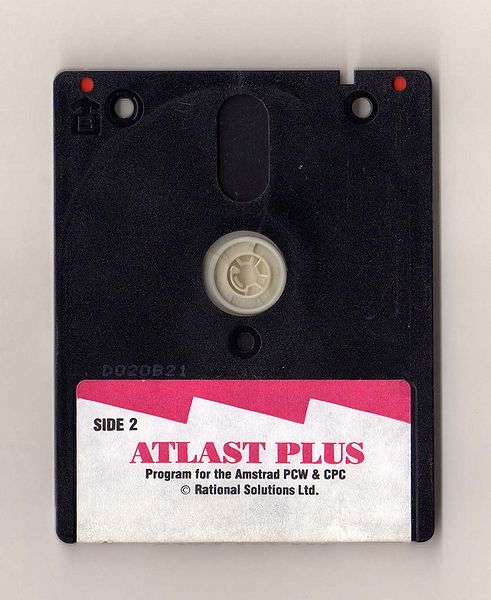 B
D020B21
SIDE 2
ATLAST PLUS
Program for the Amstrad PCW & CPC
© Rational Solutions Ltd.